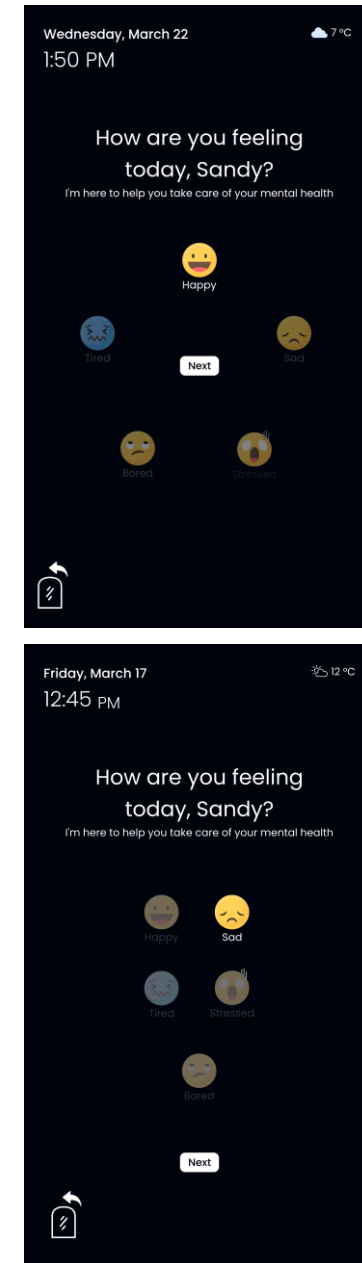 Wednesday, March 22
7 °C
1:50 PM
How are you feeling
today, Sandy?
I'm here to help you take care of your mental health
Happy
Tired
Sad
Next
Bored
Stressed
Friday, March 17
12 °C
12:45 PM
How are you feeling
today, Sandy?
I'm here to help you take care of your mental health
Happy
Sad
Tired
Stressed
Bored
Next